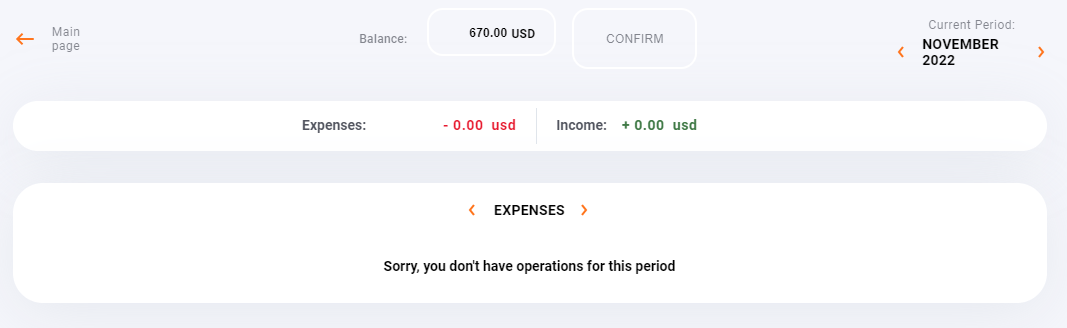 Main
page
Balance:
670.00 USD
CONFIRM
Current Period:
NOVEMBER
2022
Expenses: - 0.00 usd
Income: + 0.00 usd
EXPENSES
Sorry, you don't have operations for this period